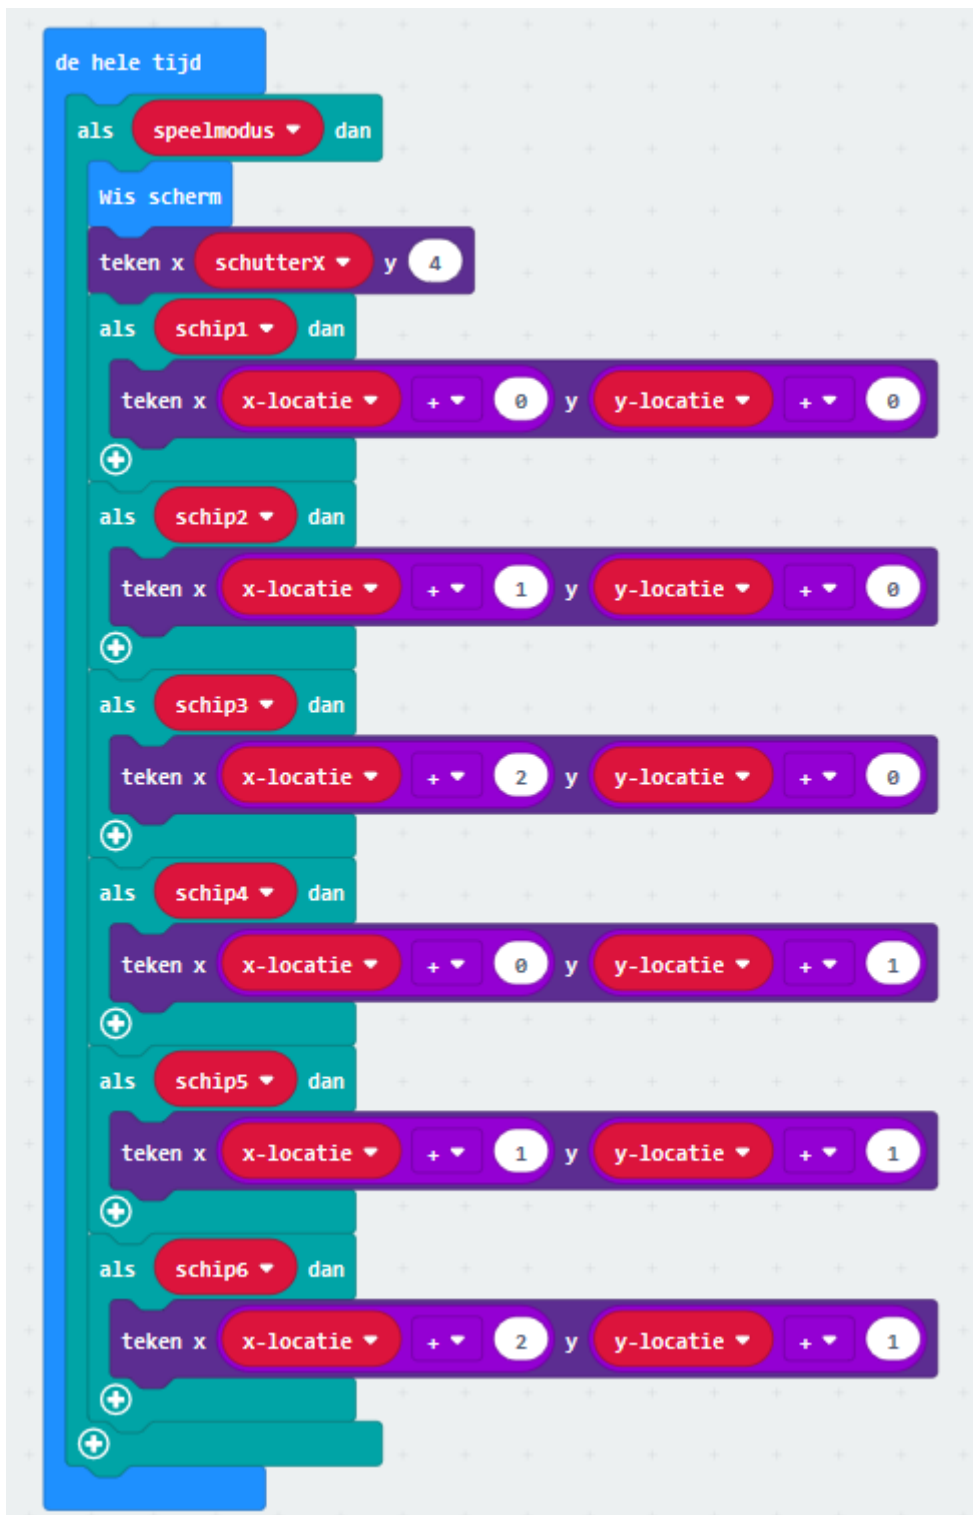 de hele tijd
als speelmodus dan
Wis scherm
teken x schutterX y 4
als schip1 dan
teken x x-locatie + 0 y y-locatie + 0
als schip2 dan
teken x x-locatie + 1 y y-locatie + 0
als schip3 dan
teken x x-locatie + 2 y y-locatie + 0
als schip4 dan
teken x x-locatie + 0 y y-locatie + 1
als schip5 dan
teken x x-locatie + 1 y y-locatie + 1
als schip6 dan
teken x x-locatie + 2 y y-locatie + 1